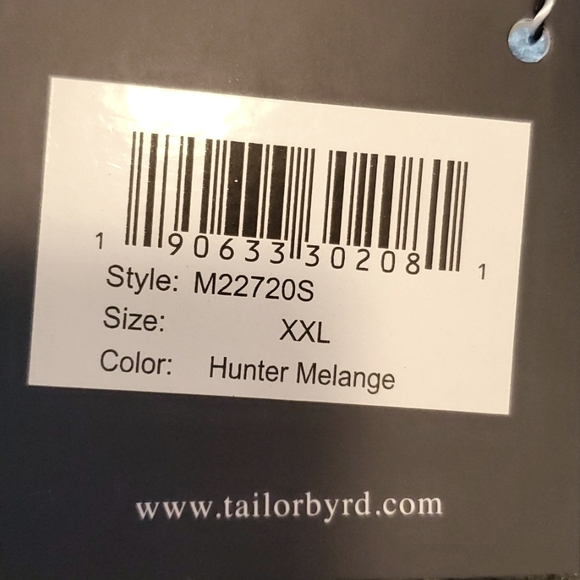 1 90633 30208 1
Style: M22720S
Size: XXL
Color: Hunter Melange
www.tailorbyrd.com